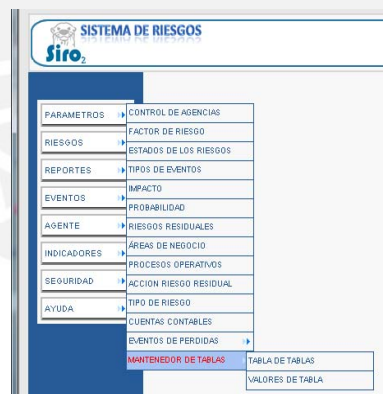 SISTEMA DE RIESGOS
Siro2
PARAMETROS
RIESGOS
REPORTES
EVENTOS
AGENTE
INDICADORES
SEGURIDAD
AYUDA
CONTROL DE AGENCIAS
FACTOR DE RIESGO
ESTADOS DE LOS RIESGOS
TIPOS DE EVENTOS
IMPACTO
PROBABILIDAD
RIESGOS RESIDUALES
ÁREAS DE NEGOCIO
PROCESOS OPERATIVOS
ACCION RIESGO RESIDUAL
TIPO DE RIESGO
CUENTAS CONTABLES
EVENTOS DE PERDIDAS
MANTENEDOR DE TABLAS
TABLA DE TABLAS
VALORES DE TABLA